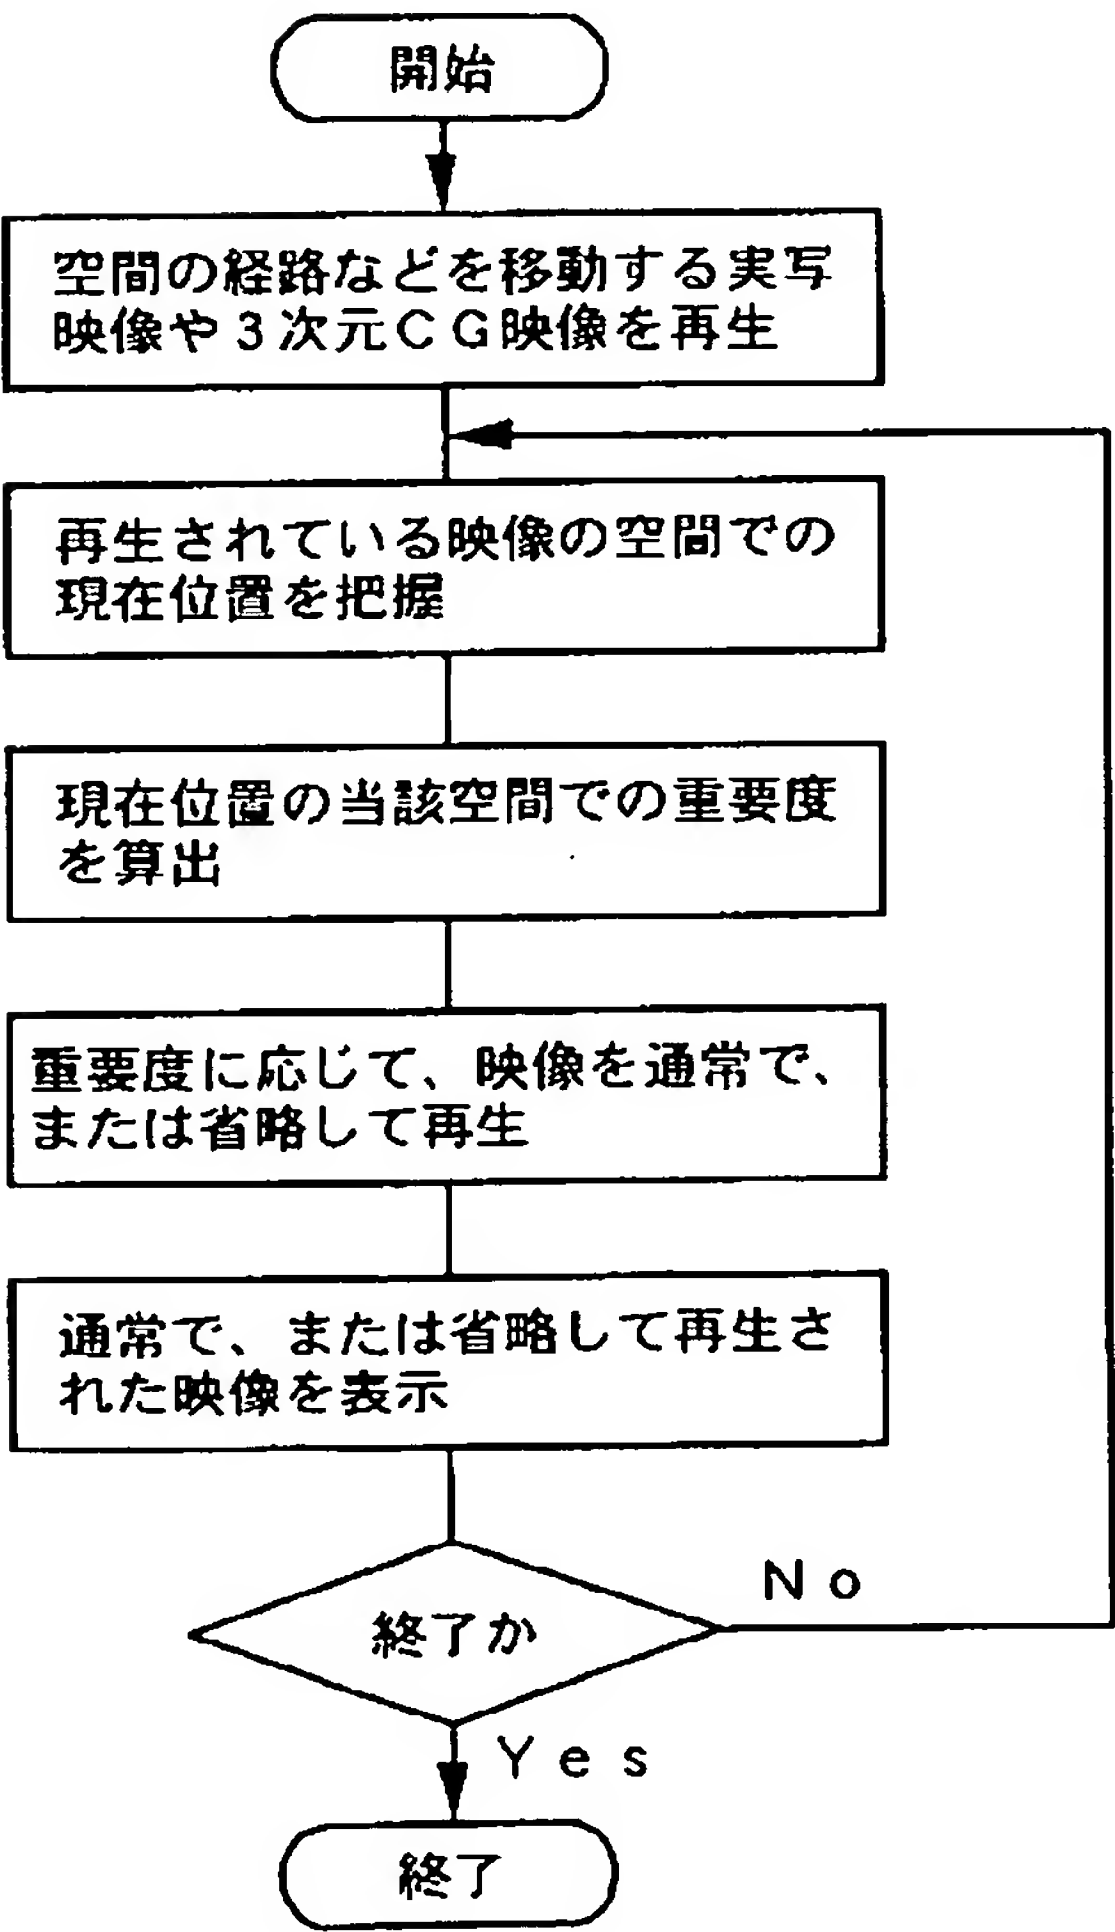 開始
空間の経路などを移動する実写
映像や3次元CG映像を再生
再生されている映像の空間での
現在位置を把握
現在位置の当該空間での重要度
を算出
重要度に応じて、映像を通常で、
または省略して再生
通常で、または省略して再生さ
れた映像を表示
終了か
No
Yes
終了